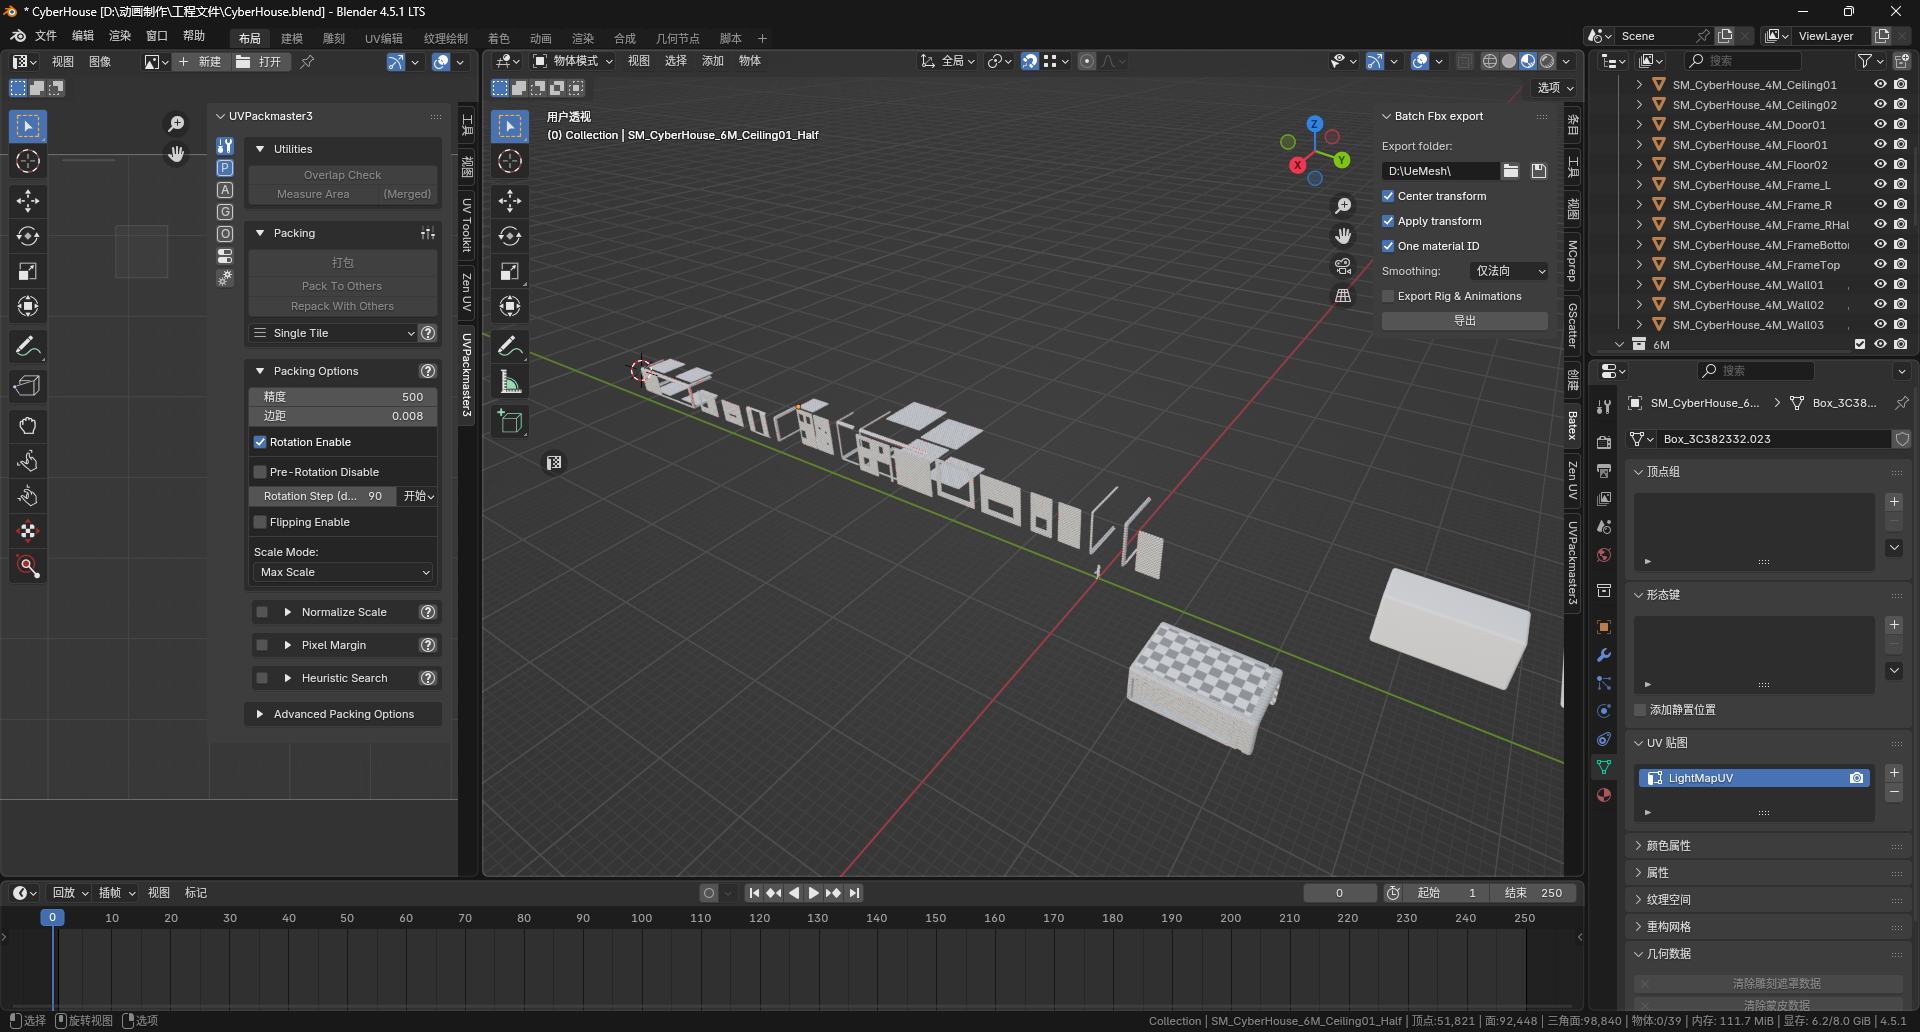 * CyberHouse [D:\动画制作\工程文件\CyberHouse.blend] - Blender 4.5.1 LTS
文件 编辑 渲染 窗口 帮助 布局 建模 雕刻 UV编辑 纹理绘制 着色 动画 渲染 合成 几何节点 脚本 +
Scene ViewLayer
视图 图像 新建 打开
物体模式 视图 选择 添加 物体 全局
搜索
选项
UVPackmaster3
Utilities
Overlap Check
Measure Area (Merged)
P
A
G
O
Packing
打包
Pack To Others
Repack With Others
Single Tile
Packing Options
精度 500
边距 0.008
Rotation Enable
Pre-Rotation Disable
Rotation Step (d... 90 开始
Flipping Enable
Scale Mode:
Max Scale
Normalize Scale
Pixel Margin
Heuristic Search
Advanced Packing Options
工具
视图
UV Toolkit
Zen UV
UVPackmaster3
用户透视
(0) Collection | SM_CyberHouse_6M_Ceiling01_Half
Z
Y
X
Batch Fbx export
Export folder:
D:\UeMesh\
Center transform
Apply transform
One material ID
Smoothing: 仅法向
Export Rig & Animations
导出
条目
工具
视图
MCprep
GScatter
创建
Batex
Zen UV
UVPackmaster3
SM_CyberHouse_4M_Ceiling01
SM_CyberHouse_4M_Ceiling02
SM_CyberHouse_4M_Door01
SM_CyberHouse_4M_Floor01
SM_CyberHouse_4M_Floor02
SM_CyberHouse_4M_Frame_L
SM_CyberHouse_4M_Frame_R
SM_CyberHouse_4M_Frame_RHal
SM_CyberHouse_4M_FrameBottor
SM_CyberHouse_4M_FrameTop
SM_CyberHouse_4M_Wall01
SM_CyberHouse_4M_Wall02
SM_CyberHouse_4M_Wall03
6M
搜索
SM_CyberHouse_6... Box_3C38...
Box_3C382332.023
顶点组
形态键
添加静置位置
UV 贴图
LightMapUV
颜色属性
属性
纹理空间
重构网格
几何数据
清除雕刻遮罩数据
清除蒙皮数据
回放 插帧 视图 标记 0 起始 1 结束 250
0 10 20 30 40 50 60 70 80 90 100 110 120 130 140 150 160 170 180 190 200 210 220 230 240 250
选择 旋转视图 选项
Collection | SM_CyberHouse_6M_Ceiling01_Half | 顶点:51,821 | 面:92,448 | 三角面:98,840 | 物体:0/39 | 内存: 111.7 MiB | 显存: 6.2/8.0 GiB | 4.5.1